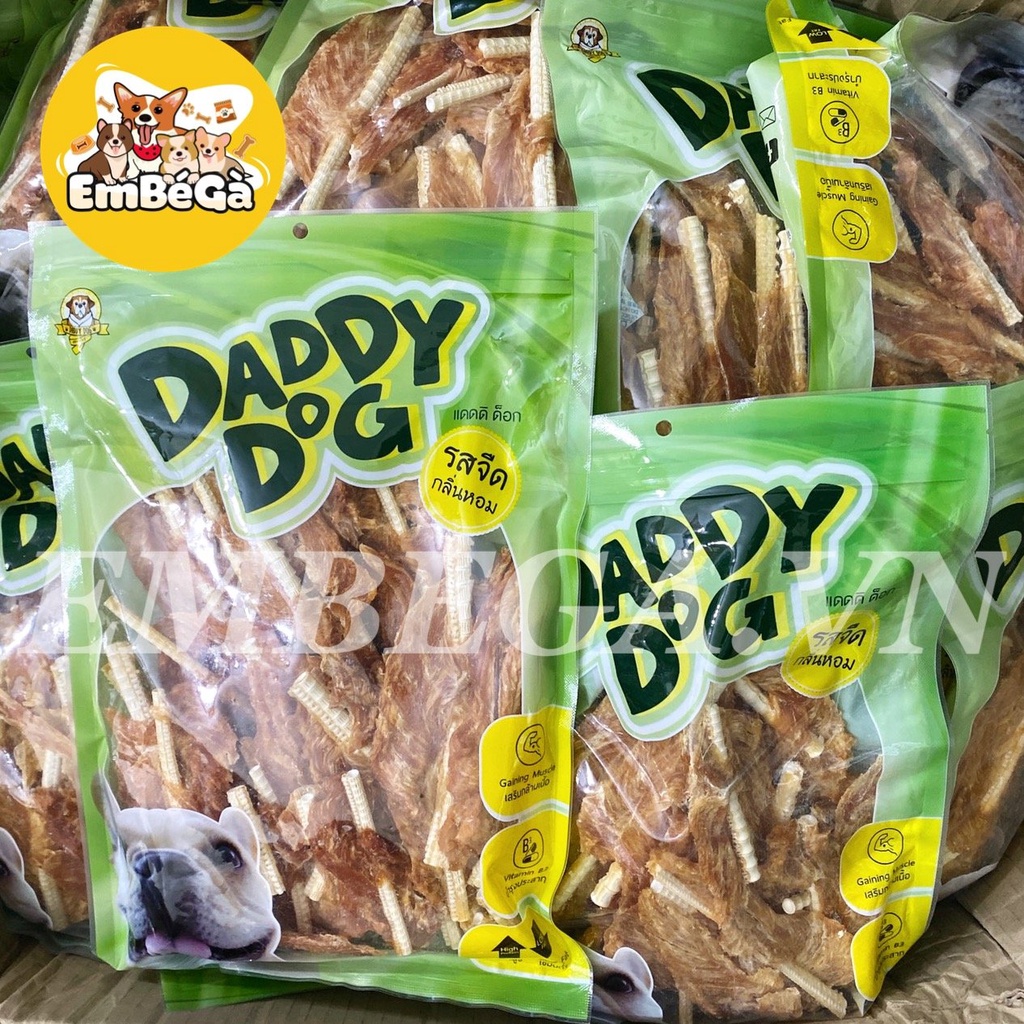 EmBéGà
DADDY
DOG
แดดดี ด็อก
รสจืด
กลิ่นหอม
Gaining Muscle
เสริมกล้ามเนื้อ
Vitamin B3
บำรุงประสาท
High
EMBEGA.VN
DADDY
DOG
แดดดี ด็อก
รสจืด
กลิ่นหอม
Gaining Muscle
เสริมกล้ามเนื้อ
B3
Vitamin B3
บำรุงประสาท
B3
Gaining Muscle
เสริมกล้ามเนื้อ
LOW